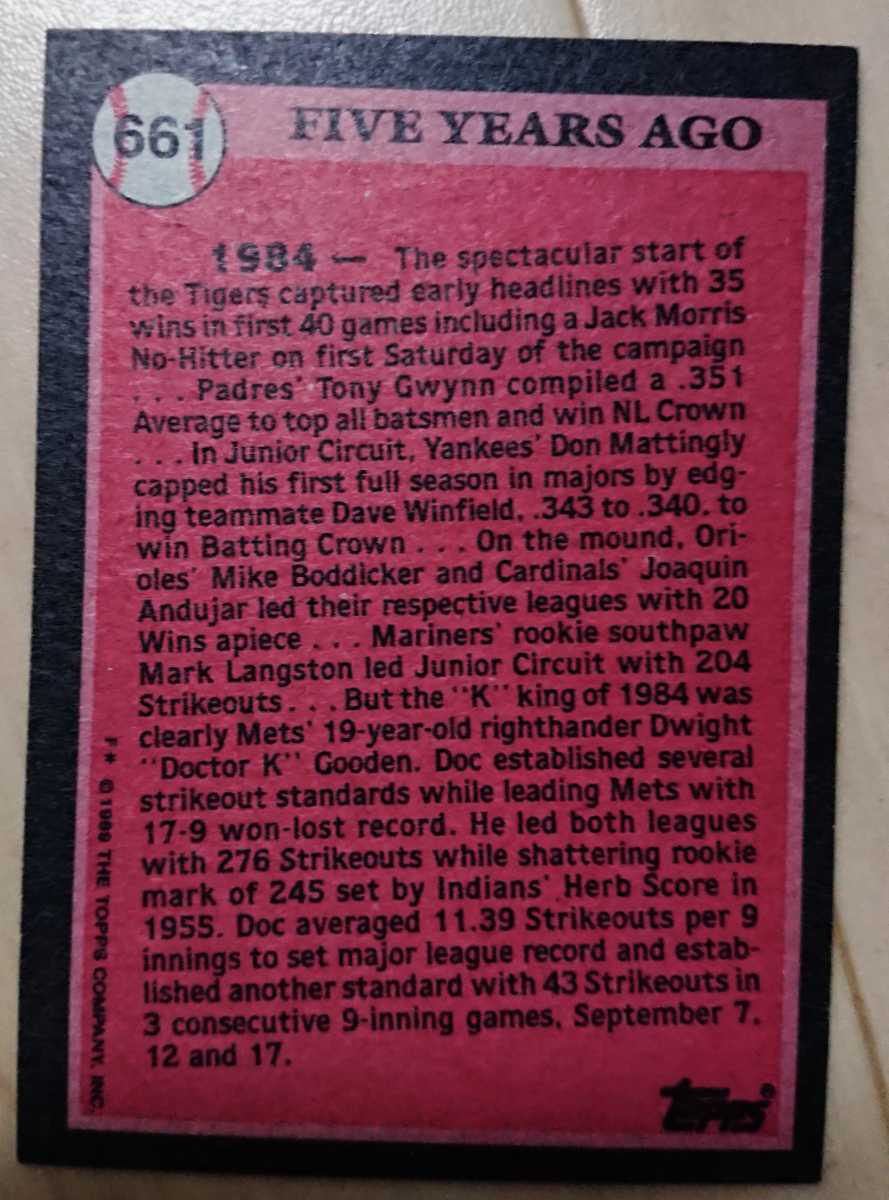 661
FIVE YEARS AGO
1984 — The spectacular start of
the Tigers captured early headlines with 35
wins in first 40 games including a Jack Morris
No-Hitter on first Saturday of the campaign
. . . Padres' Tony Gwynn compiled a .351
Average to top all batsmen and win NL Crown
. . . In Junior Circuit, Yankees' Don Mattingly
capped his first full season in majors by edg-
ing teammate Dave Winfield, .343 to .340, to
win Batting Crown . . . On the mound, Ori-
oles' Mike Boddicker and Cardinals' Joaquin
Andujar led their respective leagues with 20
Wins apiece . . . Mariners' rookie southpaw
Mark Langston led Junior Circuit with 204
Strikeouts . . . But the "K" king of 1984 was
clearly Mets' 19-year-old righthander Dwight
"Doctor K" Gooden. Doc established several
strikeout standards while leading Mets with
17-9 won-lost record. He led both leagues
with 276 Strikeouts while shattering rookie
mark of 245 set by Indians' Herb Score in
1955. Doc averaged 11.39 Strikeouts per 9
innings to set major league record and estab-
lished another standard with 43 Strikeouts in
3 consecutive 9-inning games, September 7,
12 and 17.
F* ©1989 THE TOPPS COMPANY, INC.
TOPPS®